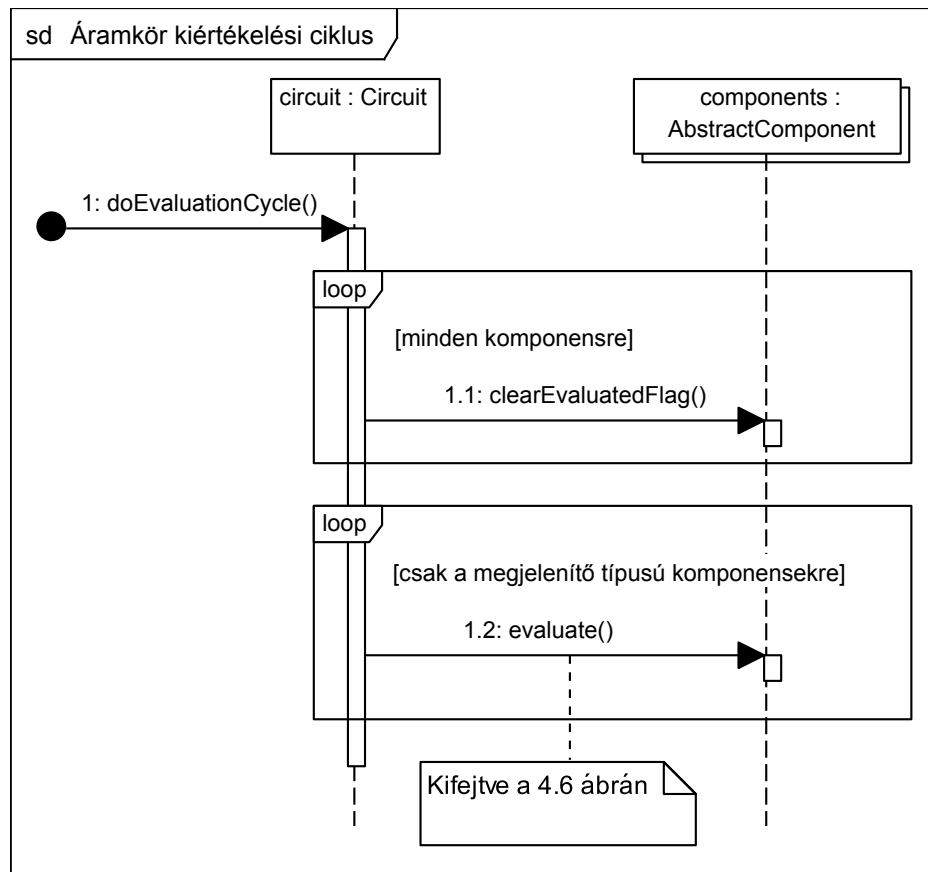 sd Áramkör kiértékelési ciklus
circuit : Circuit
components :
AbstractComponent
1: doEvaluationCycle()
loop
[minden komponensre]
1.1: clearEvaluatedFlag()
loop
[csak a megjelenítő típusú komponensekre]
1.2: evaluate()
Kifejtve a 4.6 ábrán